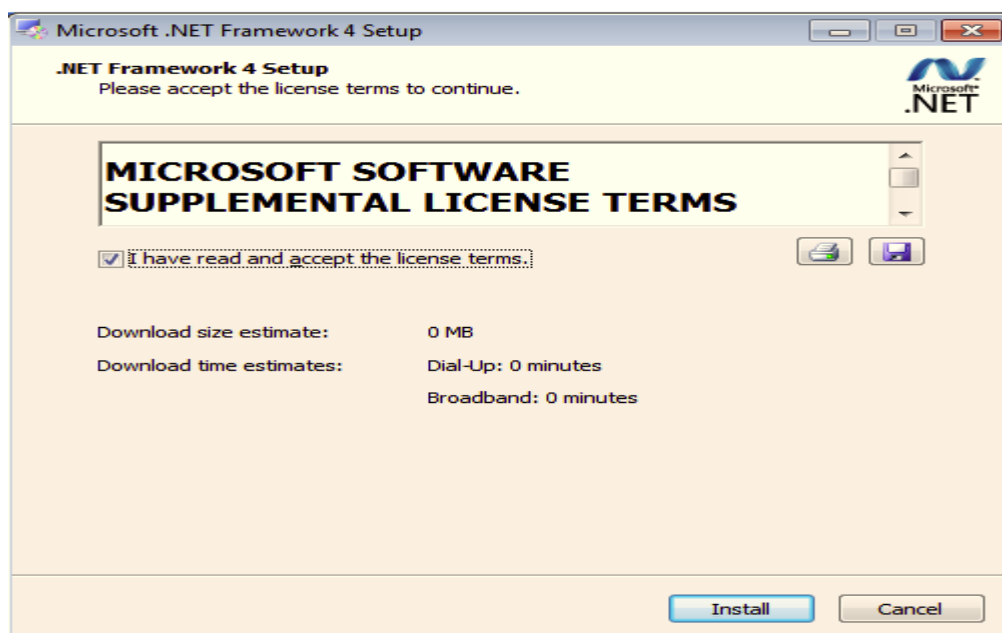 Microsoft .NET Framework 4 Setup
.NET Framework 4 Setup
Please accept the license terms to continue.
Microsoft
.NET
MICROSOFT SOFTWARE
SUPPLEMENTAL LICENSE TERMS
I have read and accept the license terms.
Download size estimate: 0 MB
Download time estimates: Dial-Up: 0 minutes
Broadband: 0 minutes
Install Cancel